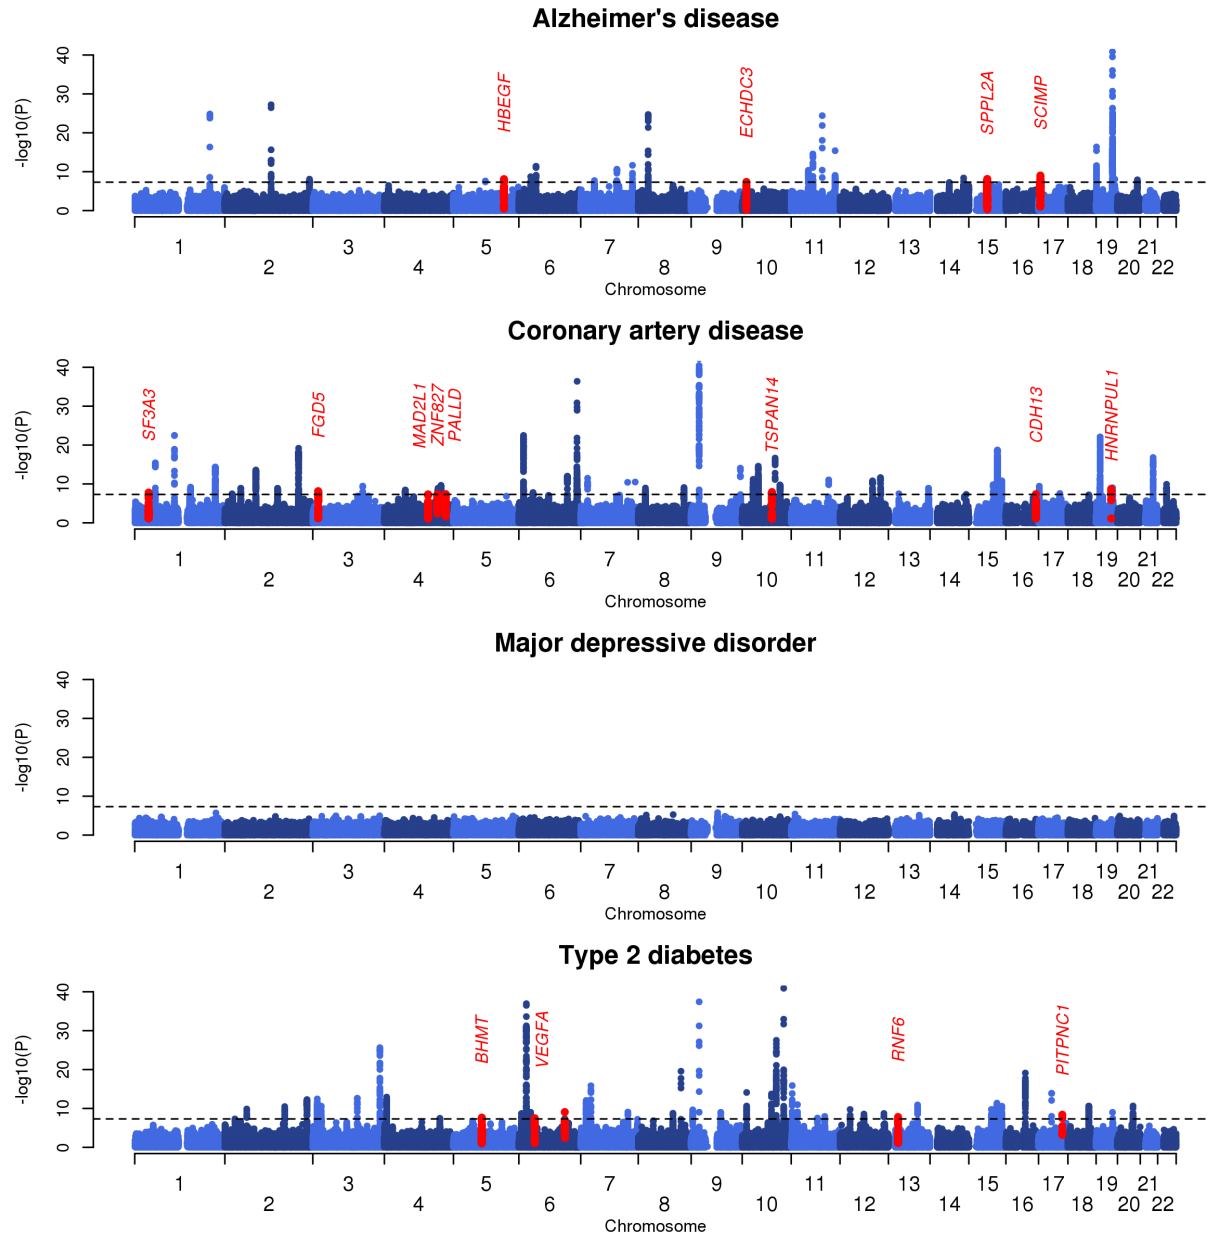 Alzheimer's disease
-log10(P)
40
30
20
10
0
HBEGF
ECHDC3
SPPL2A
SCIMP
1 2 3 4 5 6 7 8 9 10 11 12 13 14 15 16 17 18 19 20 21 22
Chromosome
Coronary artery disease
-log10(P)
40
30
20
10
0
SF3A3
FGD5
MAD2L1
ZNF827
PALLD
TSPAN14
CDH13
HNRNPUL1
1 2 3 4 5 6 7 8 9 10 11 12 13 14 15 16 17 18 19 20 21 22
Chromosome
Major depressive disorder
-log10(P)
40
30
20
10
0
1 2 3 4 5 6 7 8 9 10 11 12 13 14 15 16 17 18 19 20 21 22
Chromosome
Type 2 diabetes
-log10(P)
40
30
20
10
0
BHMT
VEGFA
RNF6
PITPNC1
1 2 3 4 5 6 7 8 9 10 11 12 13 14 15 16 17 18 19 20 21 22
Chromosome